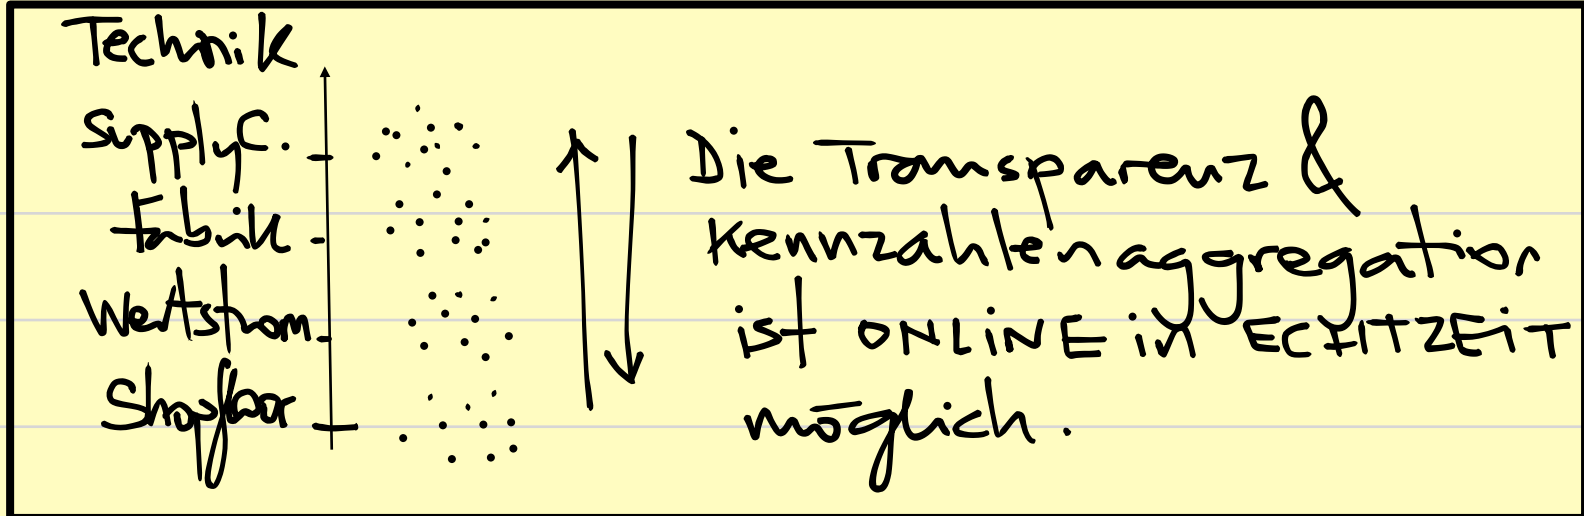 Technik
Supply C.
Fabrik
Wertstrom
Shopfloor
Die Transparenz &
Kennzahlenaggregation
ist ONLINE in ECHTZEIT
möglich.